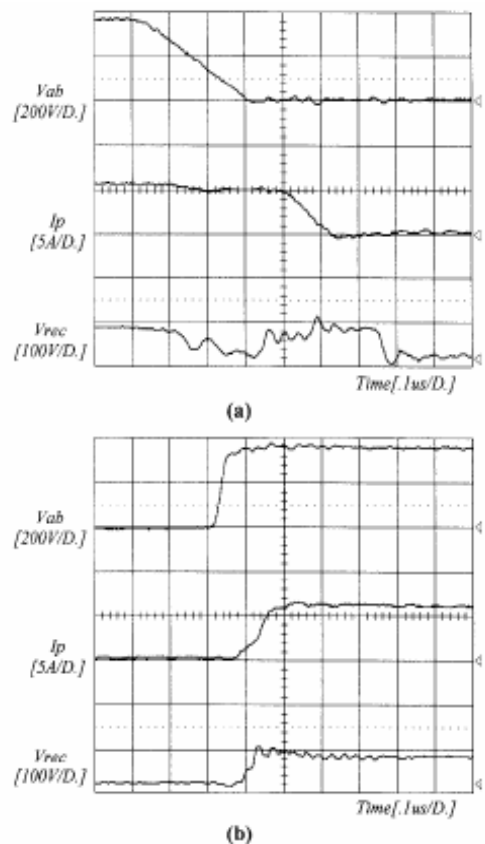 Vab
[200V/D.]
Ip
[5A/D.]
Vrec
[100V/D.]
Time[.1us/D.]
(a)
Vab
[200V/D.]
Ip
[5A/D.]
Vrec
[100V/D.]
Time[.1us/D.]
(b)